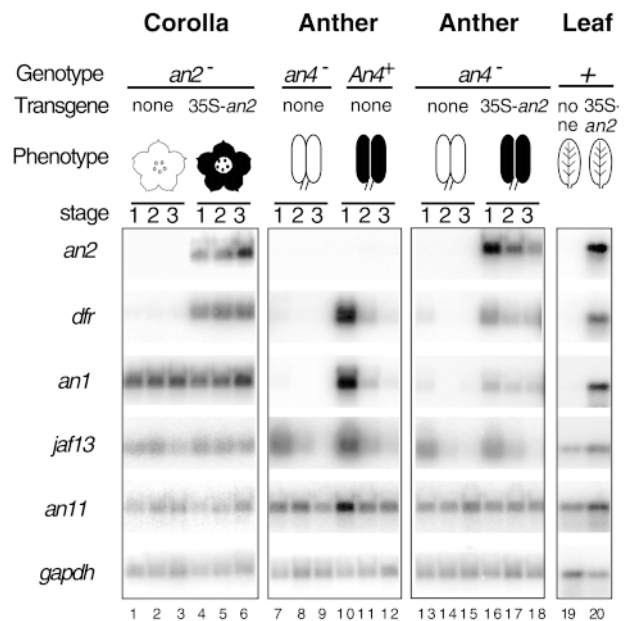 Corolla Anther Anther Leaf
Genotype an2⁻ an4⁻ An4⁺ an4⁻ +
Transgene none 35S-an2 none none none 35S-an2 no ne 35S- an2
Phenotype
stage 1 2 3 1 2 3 1 2 3 1 2 3 1 2 3 1 2 3
an2
dfr
an1
jaf13
an11
gapdh
1 2 3 4 5 6 7 8 9 10 11 12 13 14 15 16 17 18 19 20